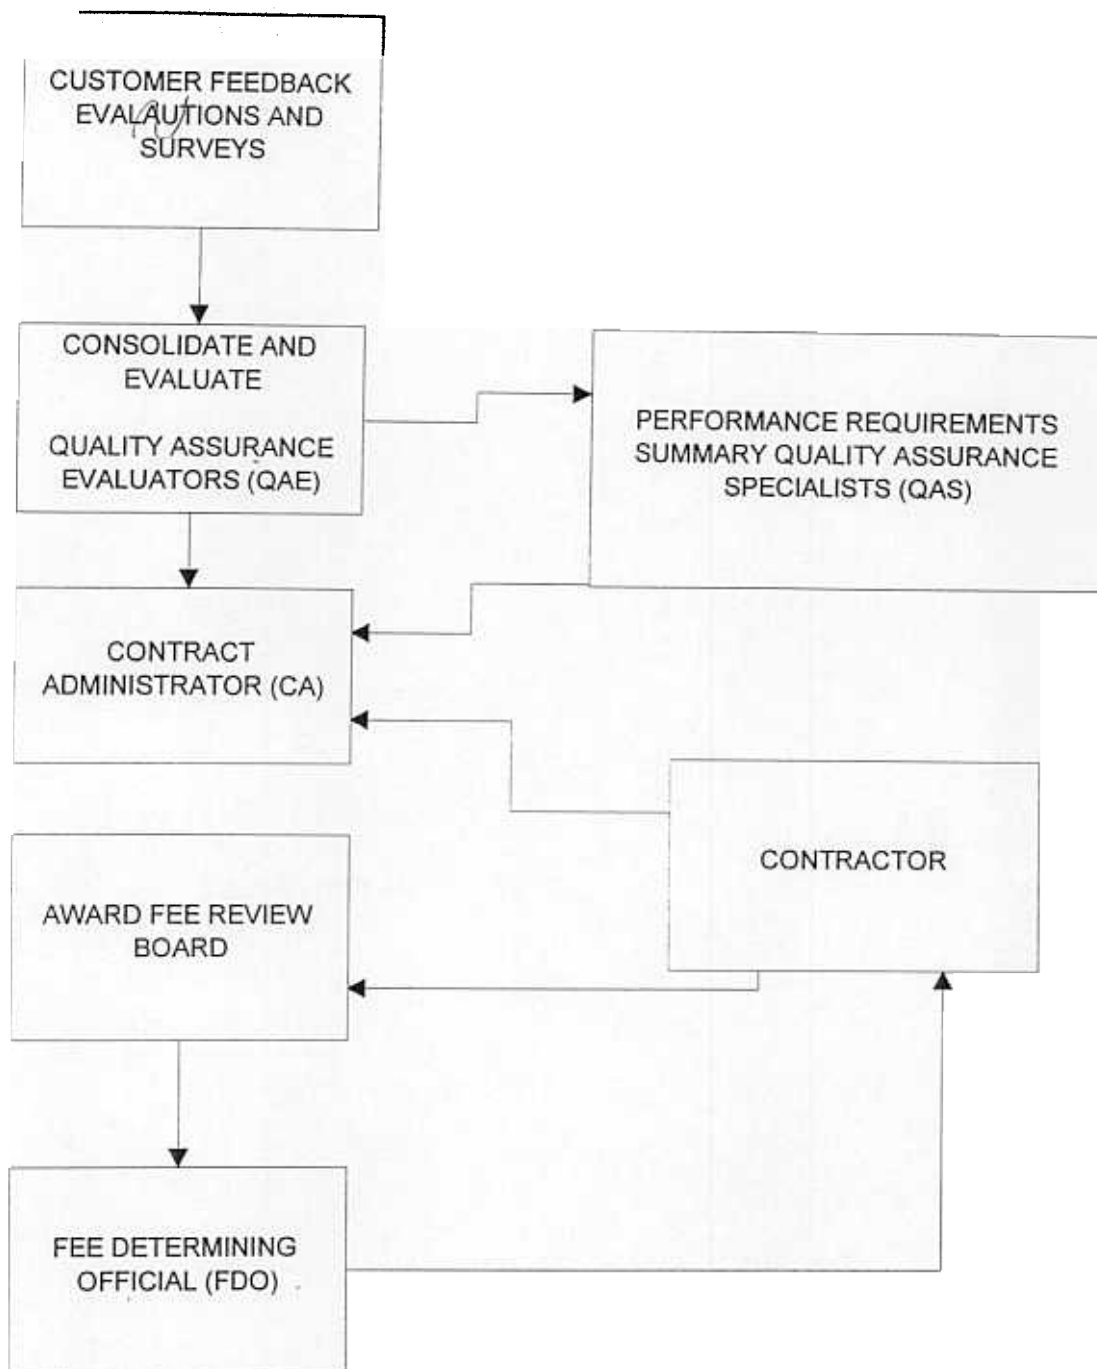 CUSTOMER FEEDBACK
EVALAUTIONS AND
SURVEYS
CONSOLIDATE AND
EVALUATE
QUALITY ASSURANCE
EVALUATORS (QAE)
PERFORMANCE REQUIREMENTS
SUMMARY QUALITY ASSURANCE
SPECIALISTS (QAS)
CONTRACT
ADMINISTRATOR (CA)
CONTRACTOR
AWARD FEE REVIEW
BOARD
FEE DETERMINING
OFFICIAL (FDO)